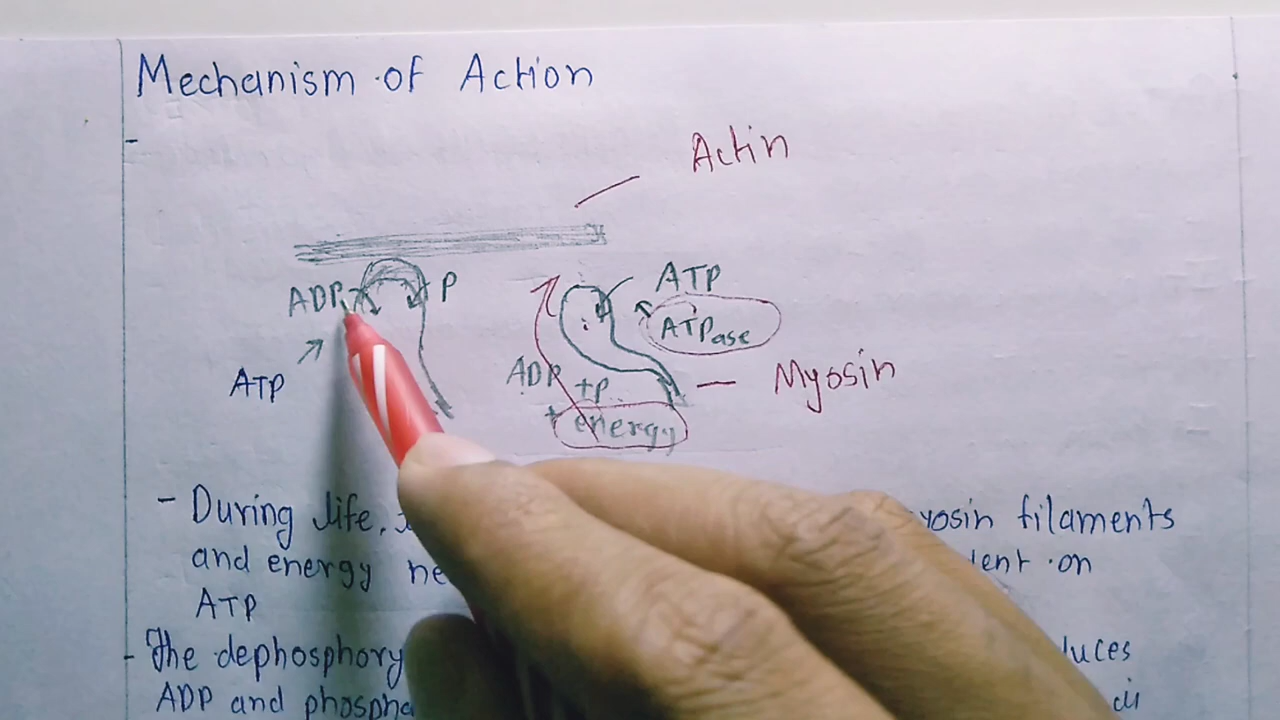 Mechanism of Action
Actin
ADP P ATP
ATPase
ATP ADP +P Myosin
+ energy
- During life, yosin filaments
and energy ne dent on
ATP
- The dephosphory duces
ADP and phospha